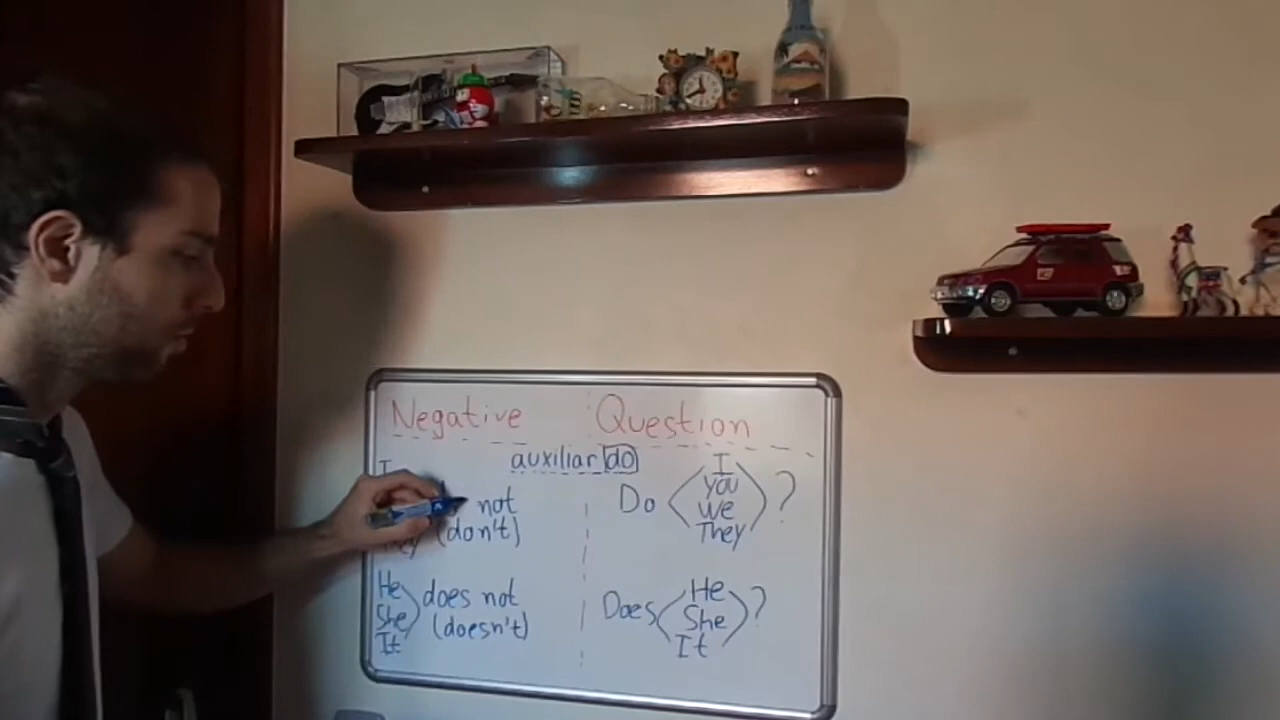 Negative Question
auxiliar do
I
not
They (don't)
He
She
It
does not
(doesn't)
Do
I
you
we
They
?
Does
He
She
It
?